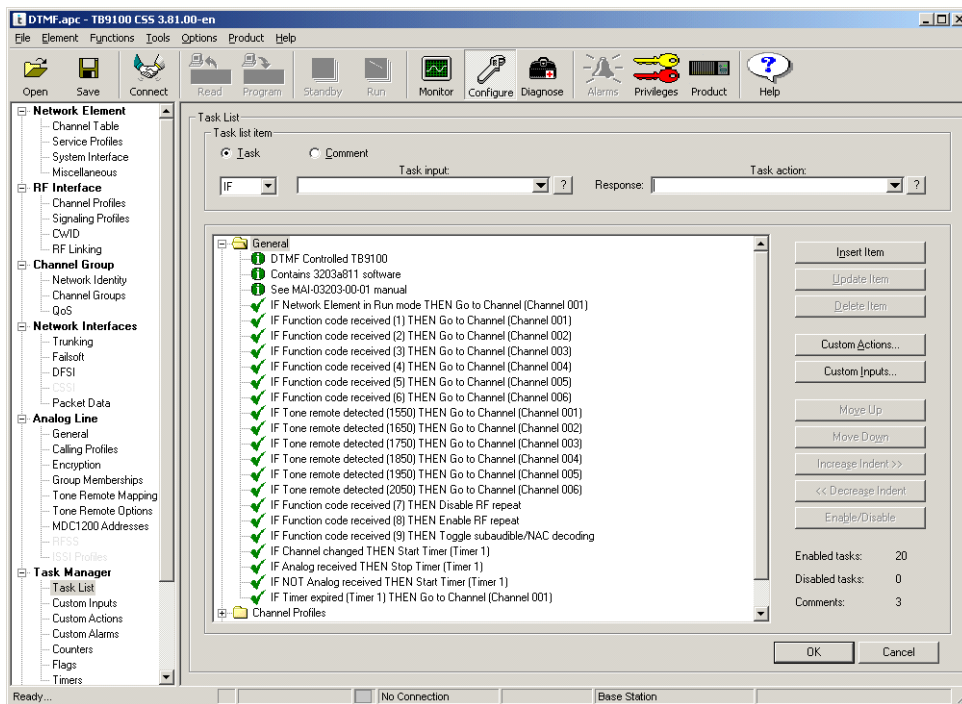 DTMF.apc - TB9100 CSS 3.81.00-en
File Element Functions Tools Options Product Help
Open Save Connect Read Program Standby Run Monitor Configure Diagnose Alarms Privileges Product Help
Network Element
Channel Table
Service Profiles
System Interface
Miscellaneous
RF Interface
Channel Profiles
Signaling Profiles
CWID
RF Linking
Channel Group
Network Identity
Channel Groups
QoS
Network Interfaces
Trunking
Failsoft
DFSI
CSSI
Packet Data
Analog Line
General
Calling Profiles
Encryption
Group Memberships
Tone Remote Mapping
Tone Remote Options
MDC1200 Addresses
RFSS
ISSI Profiles
Task Manager
Task List
Custom Inputs
Custom Actions
Custom Alarms
Counters
Flags
Timers
Task List
Task list item
Task Comment
Task input: Task action:
IF ? Response: ?
General
DTMF Controlled TB9100
Contains 3203a811 software
See MAI-03203-00-01 manual
IF Network Element in Run mode THEN Go to Channel (Channel 001)
IF Function code received (1) THEN Go to Channel (Channel 001)
IF Function code received (2) THEN Go to Channel (Channel 002)
IF Function code received (3) THEN Go to Channel (Channel 003)
IF Function code received (4) THEN Go to Channel (Channel 004)
IF Function code received (5) THEN Go to Channel (Channel 005)
IF Function code received (6) THEN Go to Channel (Channel 006)
IF Tone remote detected (1550) THEN Go to Channel (Channel 001)
IF Tone remote detected (1650) THEN Go to Channel (Channel 002)
IF Tone remote detected (1750) THEN Go to Channel (Channel 003)
IF Tone remote detected (1850) THEN Go to Channel (Channel 004)
IF Tone remote detected (1950) THEN Go to Channel (Channel 005)
IF Tone remote detected (2050) THEN Go to Channel (Channel 006)
IF Function code received (7) THEN Disable RF repeat
IF Function code received (8) THEN Enable RF repeat
IF Function code received (9) THEN Toggle subaudible/NAC decoding
IF Channel changed THEN Start Timer (Timer 1)
IF Analog received THEN Stop Timer (Timer 1)
IF NOT Analog received THEN Start Timer (Timer 1)
IF Timer expired (Timer 1) THEN Go to Channel (Channel 001)
Channel Profiles
Insert Item
Update Item
Delete Item
Custom Actions...
Custom Inputs...
Move Up
Move Down
Increase Indent >>
<< Decrease Indent
Enable/Disable
Enabled tasks: 20
Disabled tasks: 0
Comments: 3
OK Cancel
Ready... No Connection Base Station